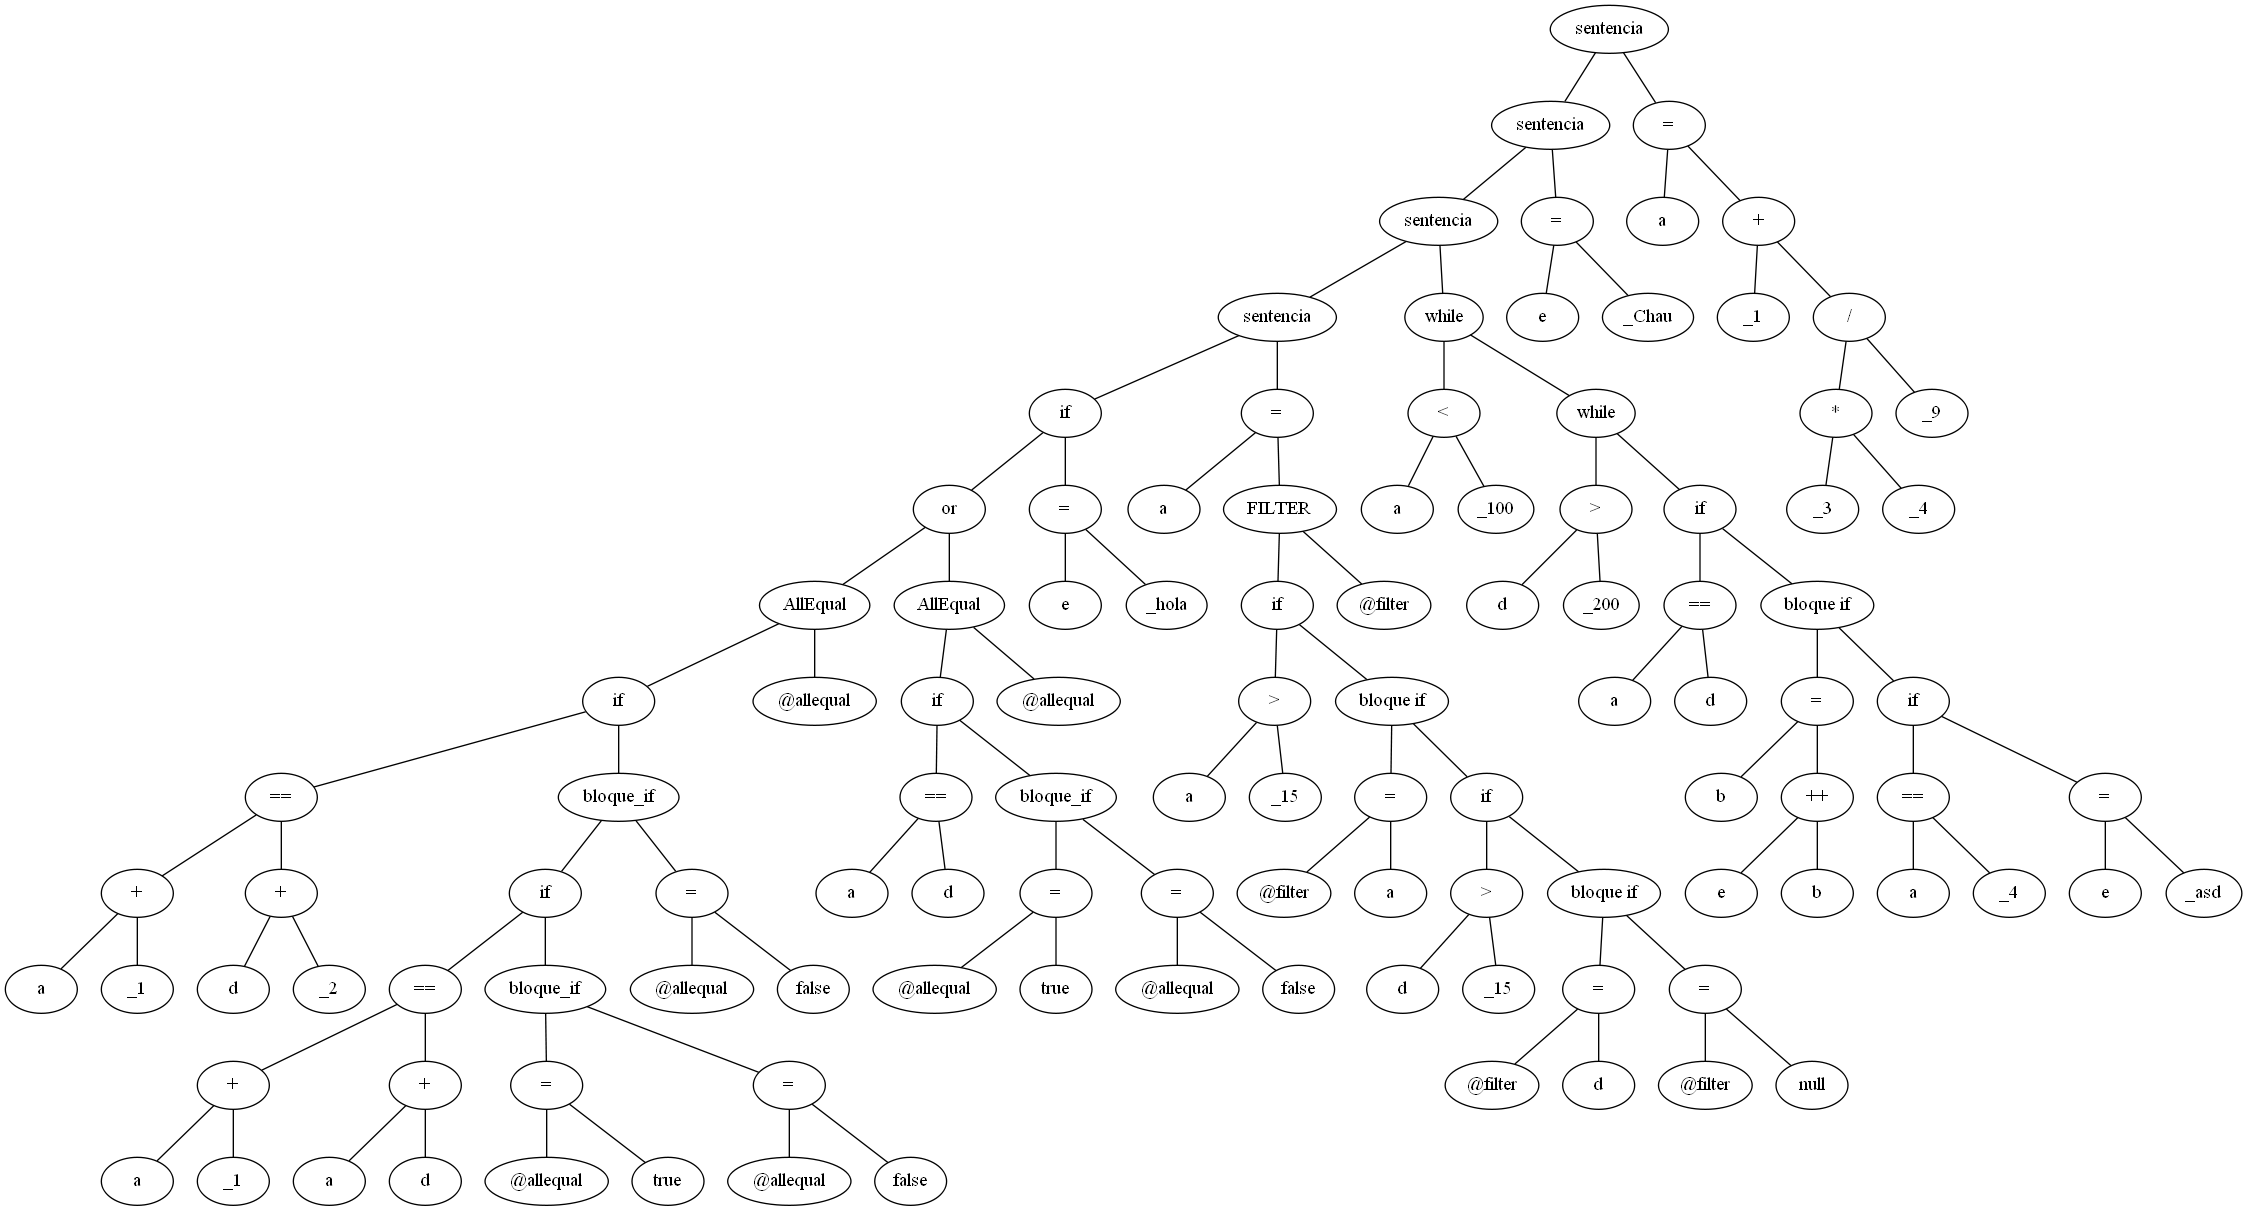 sentencia
sentencia =
sentencia = a +
sentencia while e _Chau _1 /
if = < while * _9
or = a FILTER a _100 > if _3 _4
AllEqual AllEqual e _hola if @filter d _200 == bloque if
if @allequal if @allequal > bloque if a d = if
== bloque_if == bloque_if a _15 = if b ++ == =
+ + if = a d = = @filter a > bloque if e b a _4 e _asd
a _1 d _2 == bloque_if @allequal false @allequal true @allequal false d _15 = =
+ + = = @filter d @filter null
a _1 a d @allequal true @allequal false